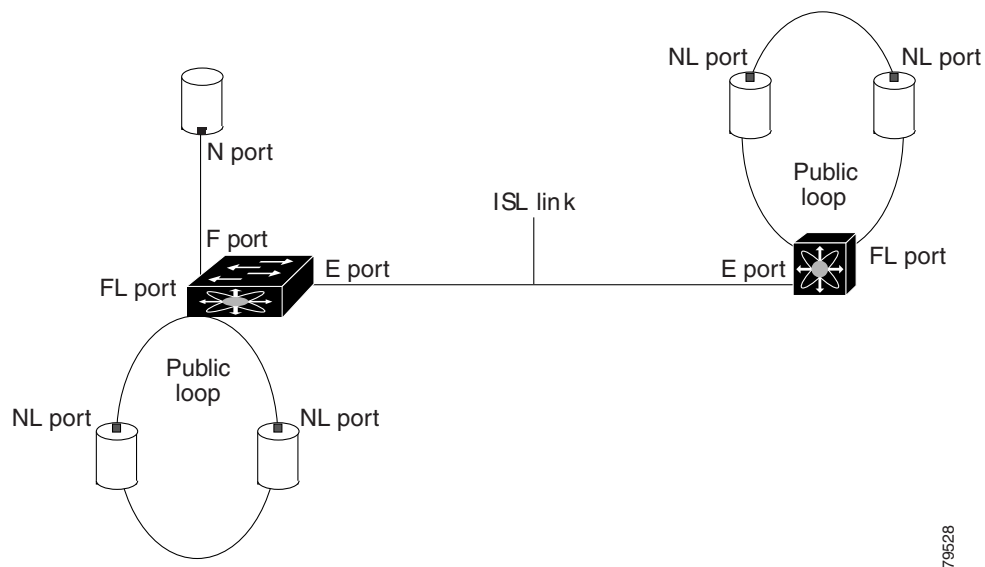 NL port
NL port
N port
Public
loop
ISL link
F port
E port
E port
FL port
FL port
Public
loop
NL port
NL port
79528